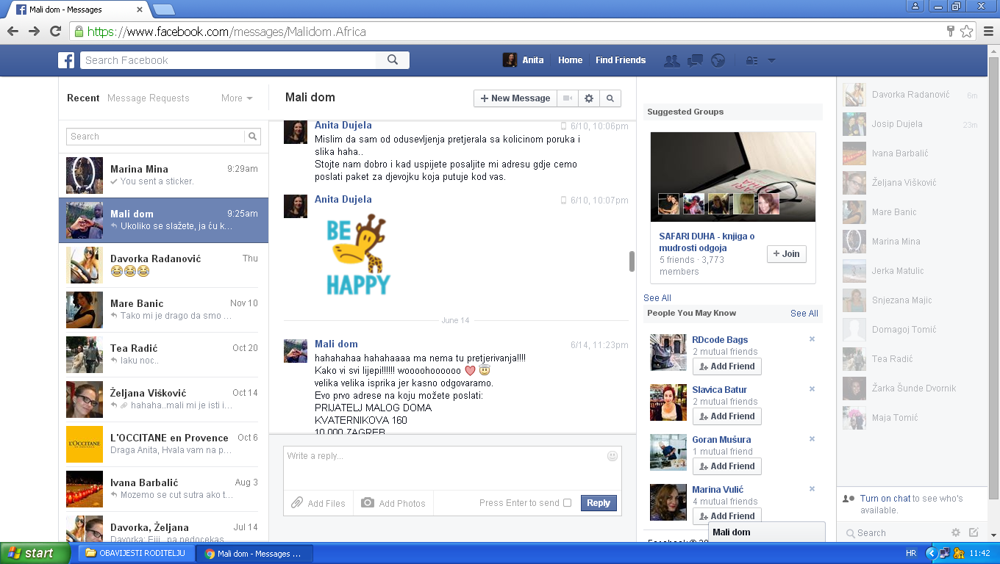 Mali dom - Messages
https://www.facebook.com/messages/Malidom.Africa
Search Facebook
Anita
Home
Find Friends
Recent
Message Requests
More
Search
Marina Mina
9:29am
You sent a sticker.
Mali dom
9:25am
Ukoliko se slažete, ja ću k…
Davorka Radanović
Thu
Mare Banic
Nov 10
Tako mi je drago da smo …
Tea Radić
Oct 20
laku noc..
Željana Višković
Oct 14
hahaha..mali mi je isti i…
L'OCCITANE en Provence
Oct 6
Draga Anita, Hvala vam na p…
Ivana Barbalić
Aug 3
Mozemo se cut sutra ako t…
Davorka, Željana
Jul 14
Davorka: Ejjj.. pa nedocekas
Mali dom
+ New Message
Anita Dujela
6/10, 10:06pm
Mislim da sam od odusevljenja pretjerala sa kolicinom poruka i
slika haha..
Stojte nam dobro i kad uspijete posaljite mi adresu gdje cemo
poslati paket za djevojku koja putuje kod vas.
Anita Dujela
6/10, 10:07pm
BE
HAPPY
June 14
Mali dom
6/14, 11:23pm
hahahahaa hahahaaaa ma nema tu pretjerivanja!!!!
Kako vi svi lijepi!!!!!! woooohoooooo
velika velika isprika jer kasno odgovaramo.
Evo prvo adrese na koju možete poslati:
PRIJATELJ MALOG DOMA
KVATERNIKOVA 160
10 000 ZAGREB
Write a reply...
Add Files
Add Photos
Press Enter to send
Reply
Suggested Groups
SAFARI DUHA - knjiga o
mudrosti odgoja
5 friends · 3,773
members
+ Join
See All
People You May Know
See All
RDcode Bags
2 mutual friends
Add Friend
Slavica Batur
2 mutual friends
Add Friend
Goran Mušura
1 mutual friend
Add Friend
Marina Vulić
4 mutual friends
Add Friend
Mali dom
Davorka Radanović
6m
Josip Dujela
23m
Ivana Barbalić
Željana Višković
Mare Banic
Marina Mina
Jerka Matulic
Snjezana Majic
Domagoj Tomić
Tea Radić
Žarka Šunde Dvornik
Maja Tomić
Turn on chat to see who's
available.
Search
start
OBAVIJESTI RODITELJU
Mali dom - Messages ...
HR
11:42